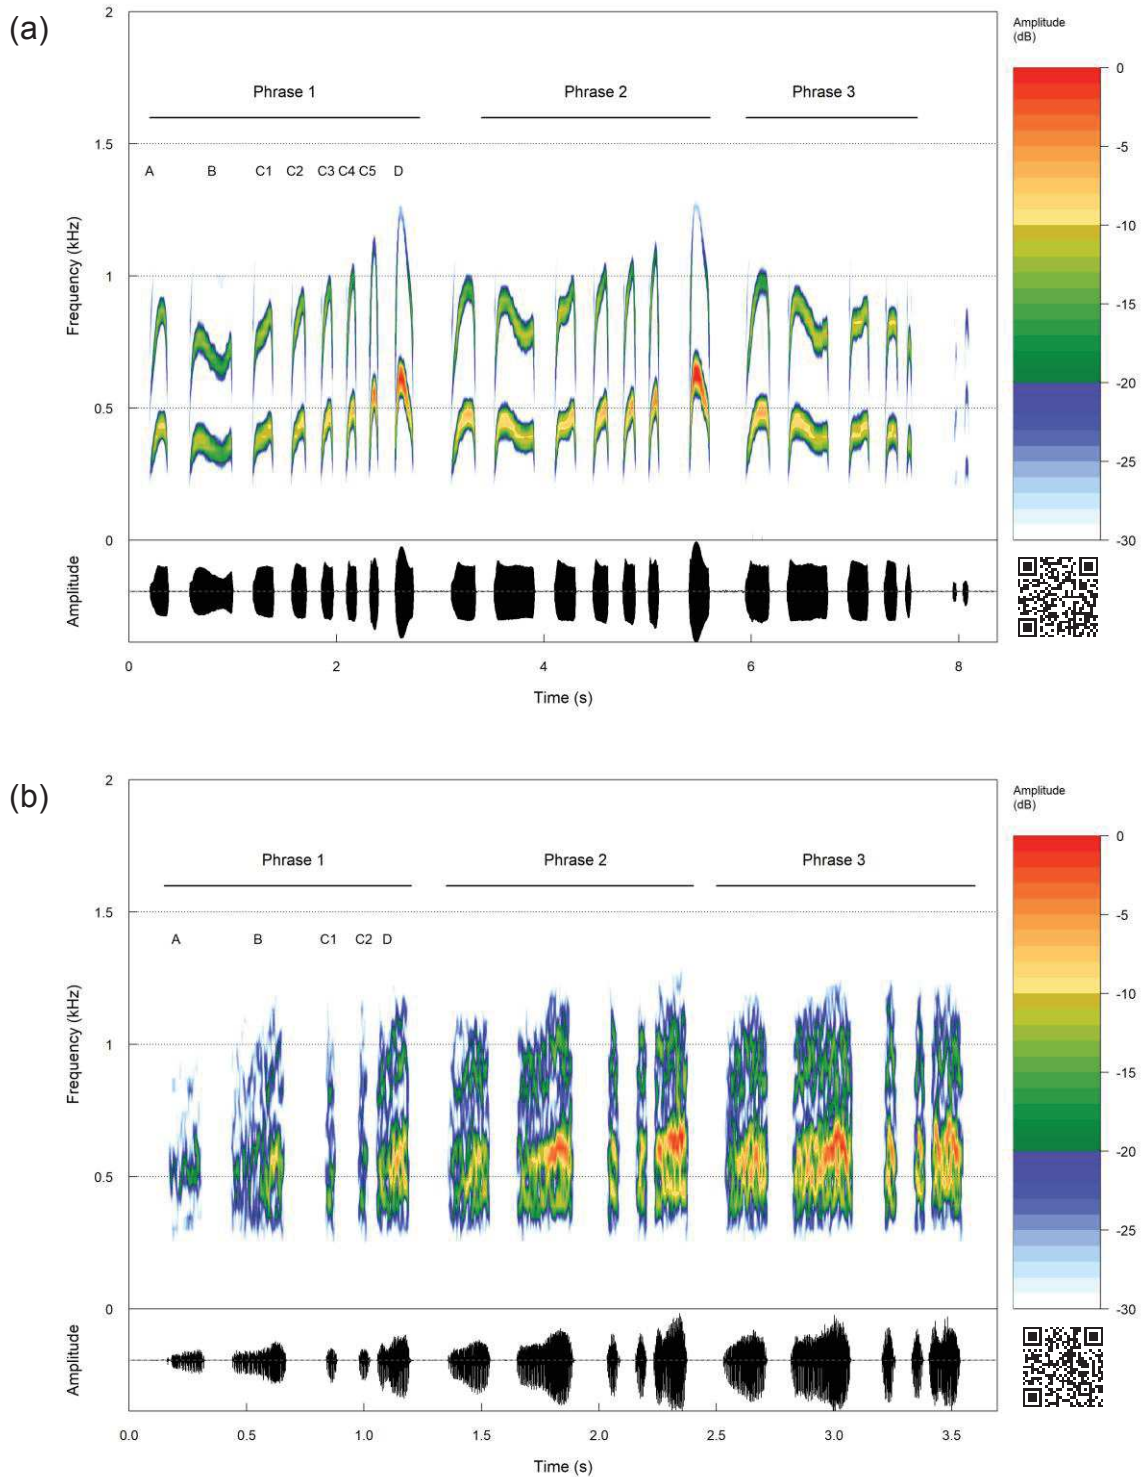 (a)
2
Amplitude
(dB)
0
Phrase 1 Phrase 2 Phrase 3
-5
1.5
A B C1 C2 C3 C4 C5 D
-10
Frequency (kHz)
1
-15
-20
0.5
-25
0
-30
Amplitude
0 2 4 6 8
Time (s)
(b)
2
Amplitude
(dB)
0
Phrase 1 Phrase 2 Phrase 3
-5
1.5
A B C1 C2 D
-10
Frequency (kHz)
1
-15
-20
0.5
-25
0
-30
Amplitude
0.0 0.5 1.0 1.5 2.0 2.5 3.0 3.5
Time (s)